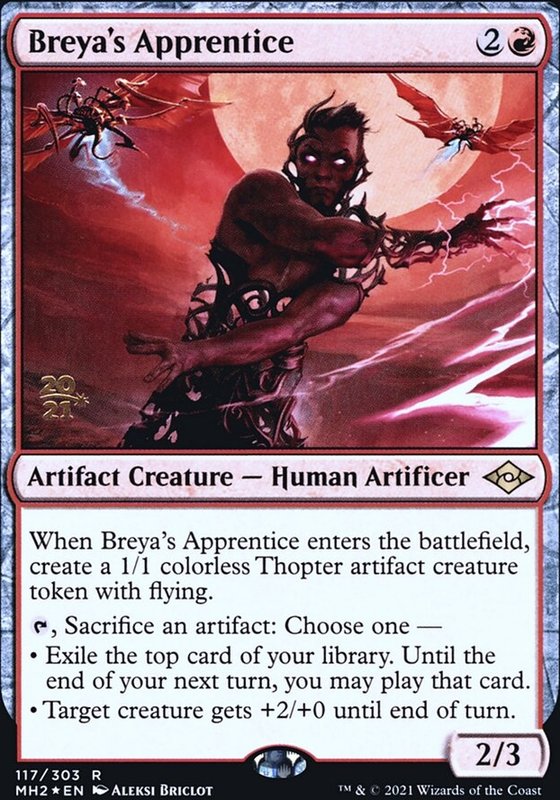 Breya's Apprentice 2
20
21
Artifact Creature — Human Artificer
When Breya's Apprentice enters the battlefield,
create a 1/1 colorless Thopter artifact creature
token with flying.
, Sacrifice an artifact: Choose one —
• Exile the top card of your library. Until the
end of your next turn, you may play that card.
• Target creature gets +2/+0 until end of turn.
2/3
117/303 R
MH2★EN Aleksi Briclot
™ & © 2021 Wizards of the Coast